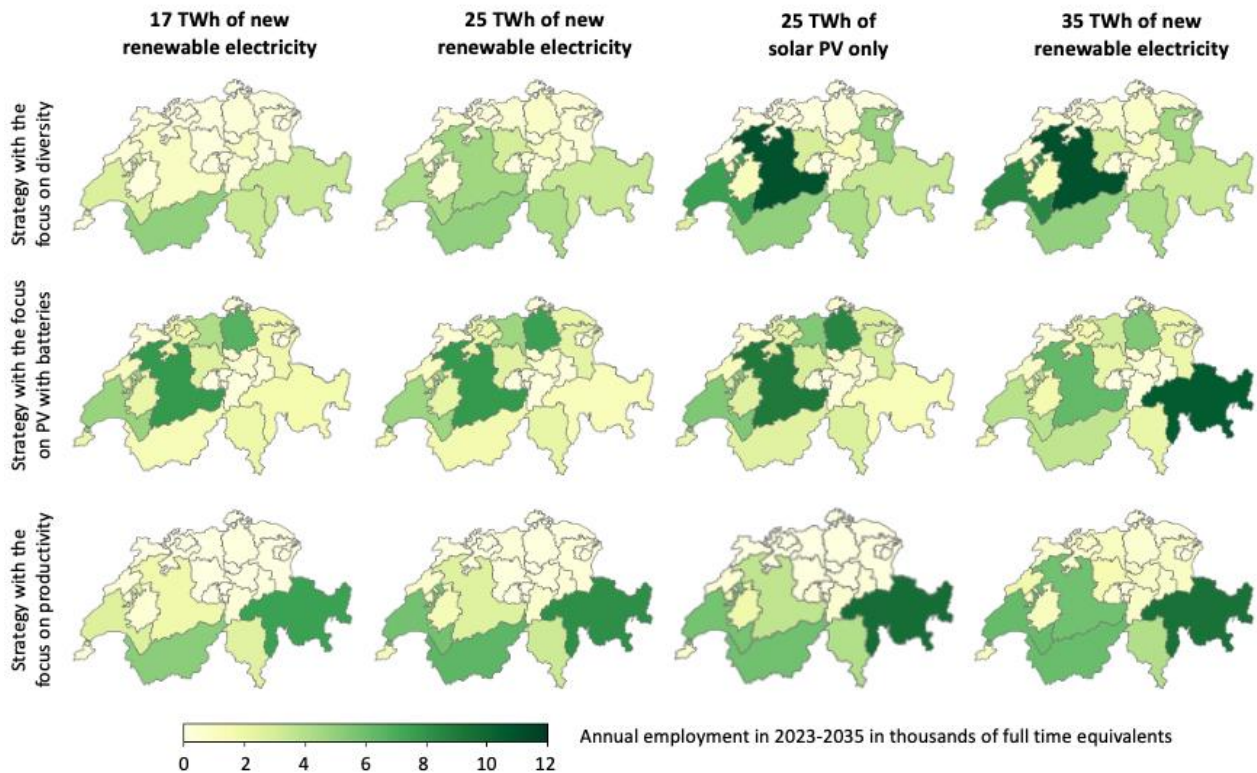 17 TWh of new
renewable electricity
25 TWh of new
renewable electricity
25 TWh of
solar PV only
35 TWh of new
renewable electricity
Strategy with the
focus on diversity
Strategy with the focus
on PV with batteries
Strategy with the
focus on productivity
0 2 4 6 8 10 12
Annual employment in 2023-2035 in thousands of full time equivalents